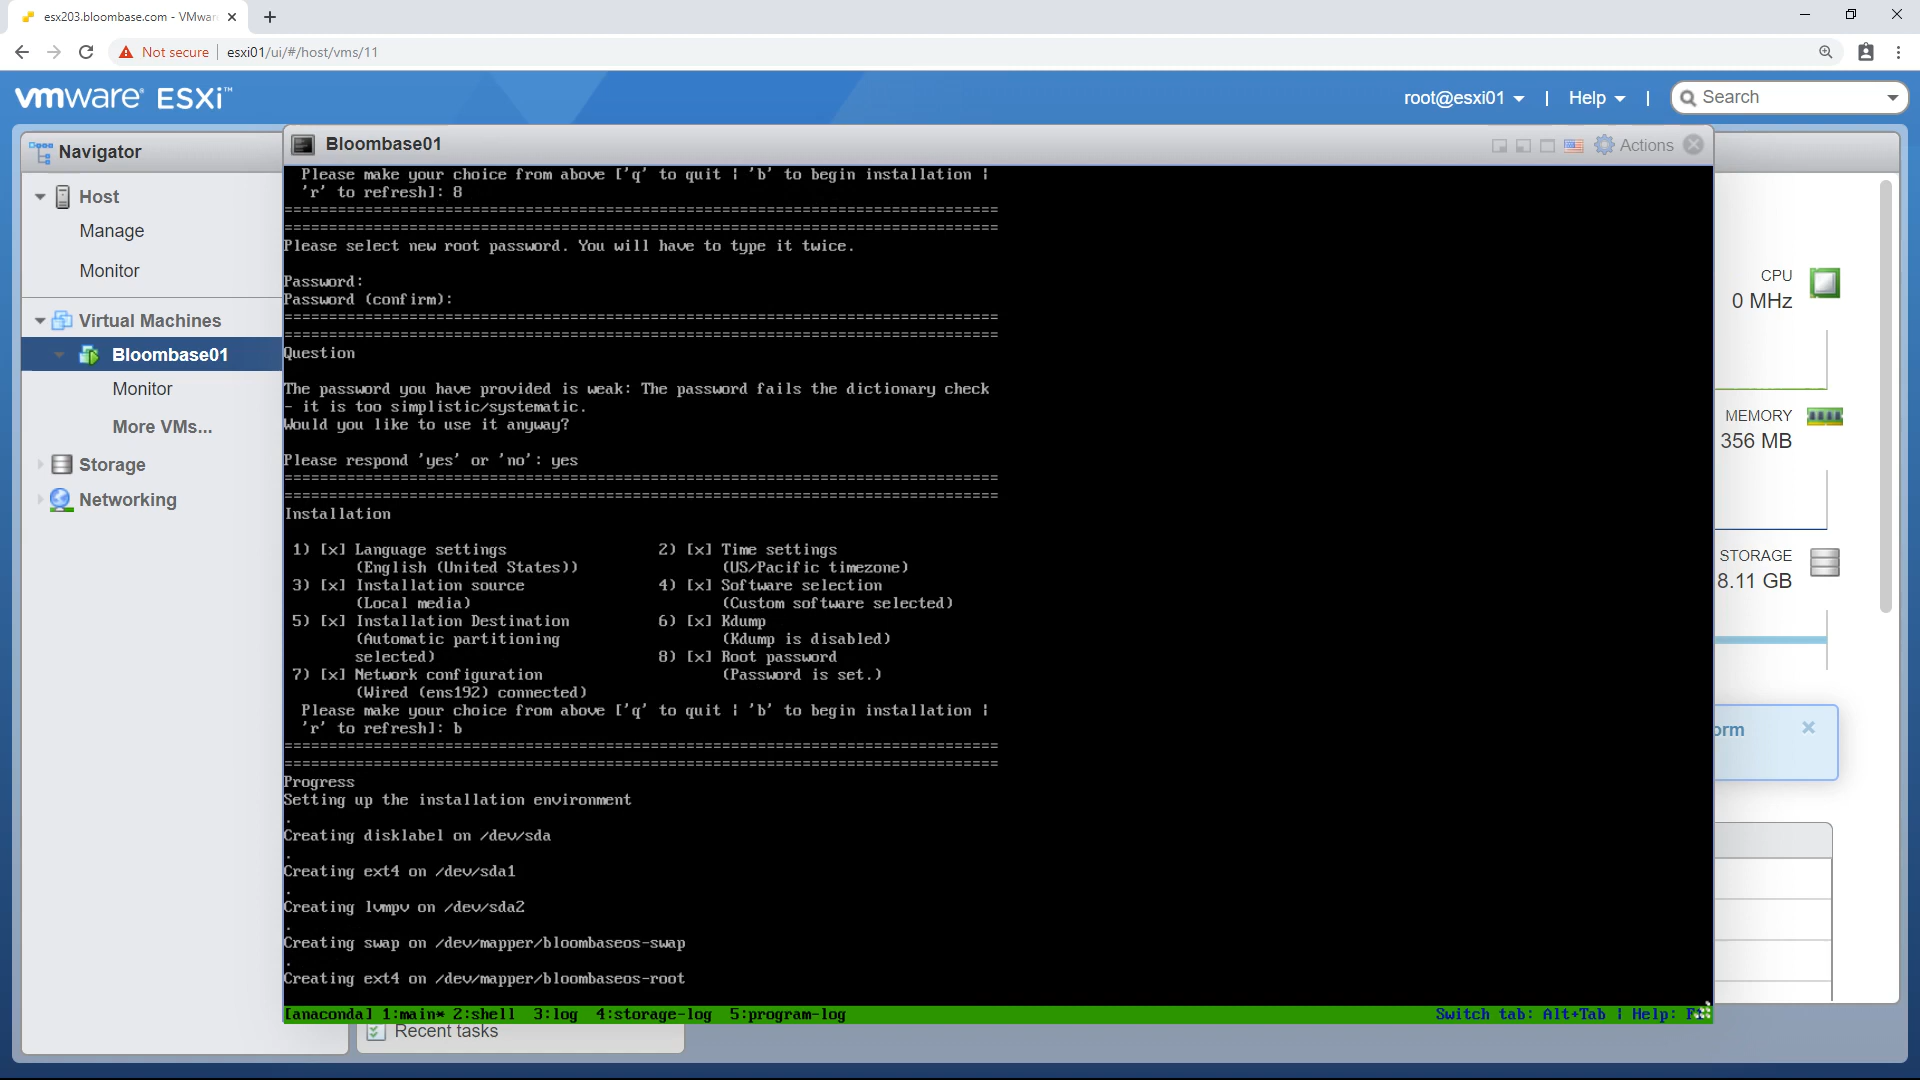 esx203.bloombase.com - VMwar
Not secure
esxi01/ui/#/host/vms/11
vmware ESXi™
root@esxi01
|
Help
|
Search
Navigator
Host
Manage
Monitor
Virtual Machines
Bloombase01
Monitor
More VMs...
Storage
Networking
Bloombase01
Actions
Please make your choice from above ['q' to quit | 'b' to begin installation |
'r' to refresh]: 8
================================================================================
================================================================================
Please select new root password. You will have to type it twice.
Password:
Password (confirm):
================================================================================
================================================================================
Question
The password you have provided is weak: The password fails the dictionary check
- it is too simplistic/systematic.
Would you like to use it anyway?
Please respond 'yes' or 'no': yes
================================================================================
================================================================================
Installation
1) [x] Language settings 2) [x] Time settings
(English (United States)) (US/Pacific timezone)
3) [x] Installation source 4) [x] Software selection
(Local media) (Custom software selected)
5) [x] Installation Destination 6) [x] Kdump
(Automatic partitioning (Kdump is disabled)
selected) 8) [x] Root password
7) [x] Network configuration (Password is set.)
(Wired (ens192) connected)
Please make your choice from above ['q' to quit | 'b' to begin installation |
'r' to refresh]: b
================================================================================
================================================================================
Progress
Setting up the installation environment
.
Creating disklabel on /dev/sda
.
Creating ext4 on /dev/sda1
.
Creating lvmpv on /dev/sda2
.
Creating swap on /dev/mapper/bloombaseos-swap
.
Creating ext4 on /dev/mapper/bloombaseos-root
[anaconda] 1:main* 2:shell 3:log 4:storage-log 5:program-log
Switch tab: Alt+Tab | Help:
CPU
0 MHz
MEMORY
356 MB
STORAGE
8.11 GB
orm
Recent tasks